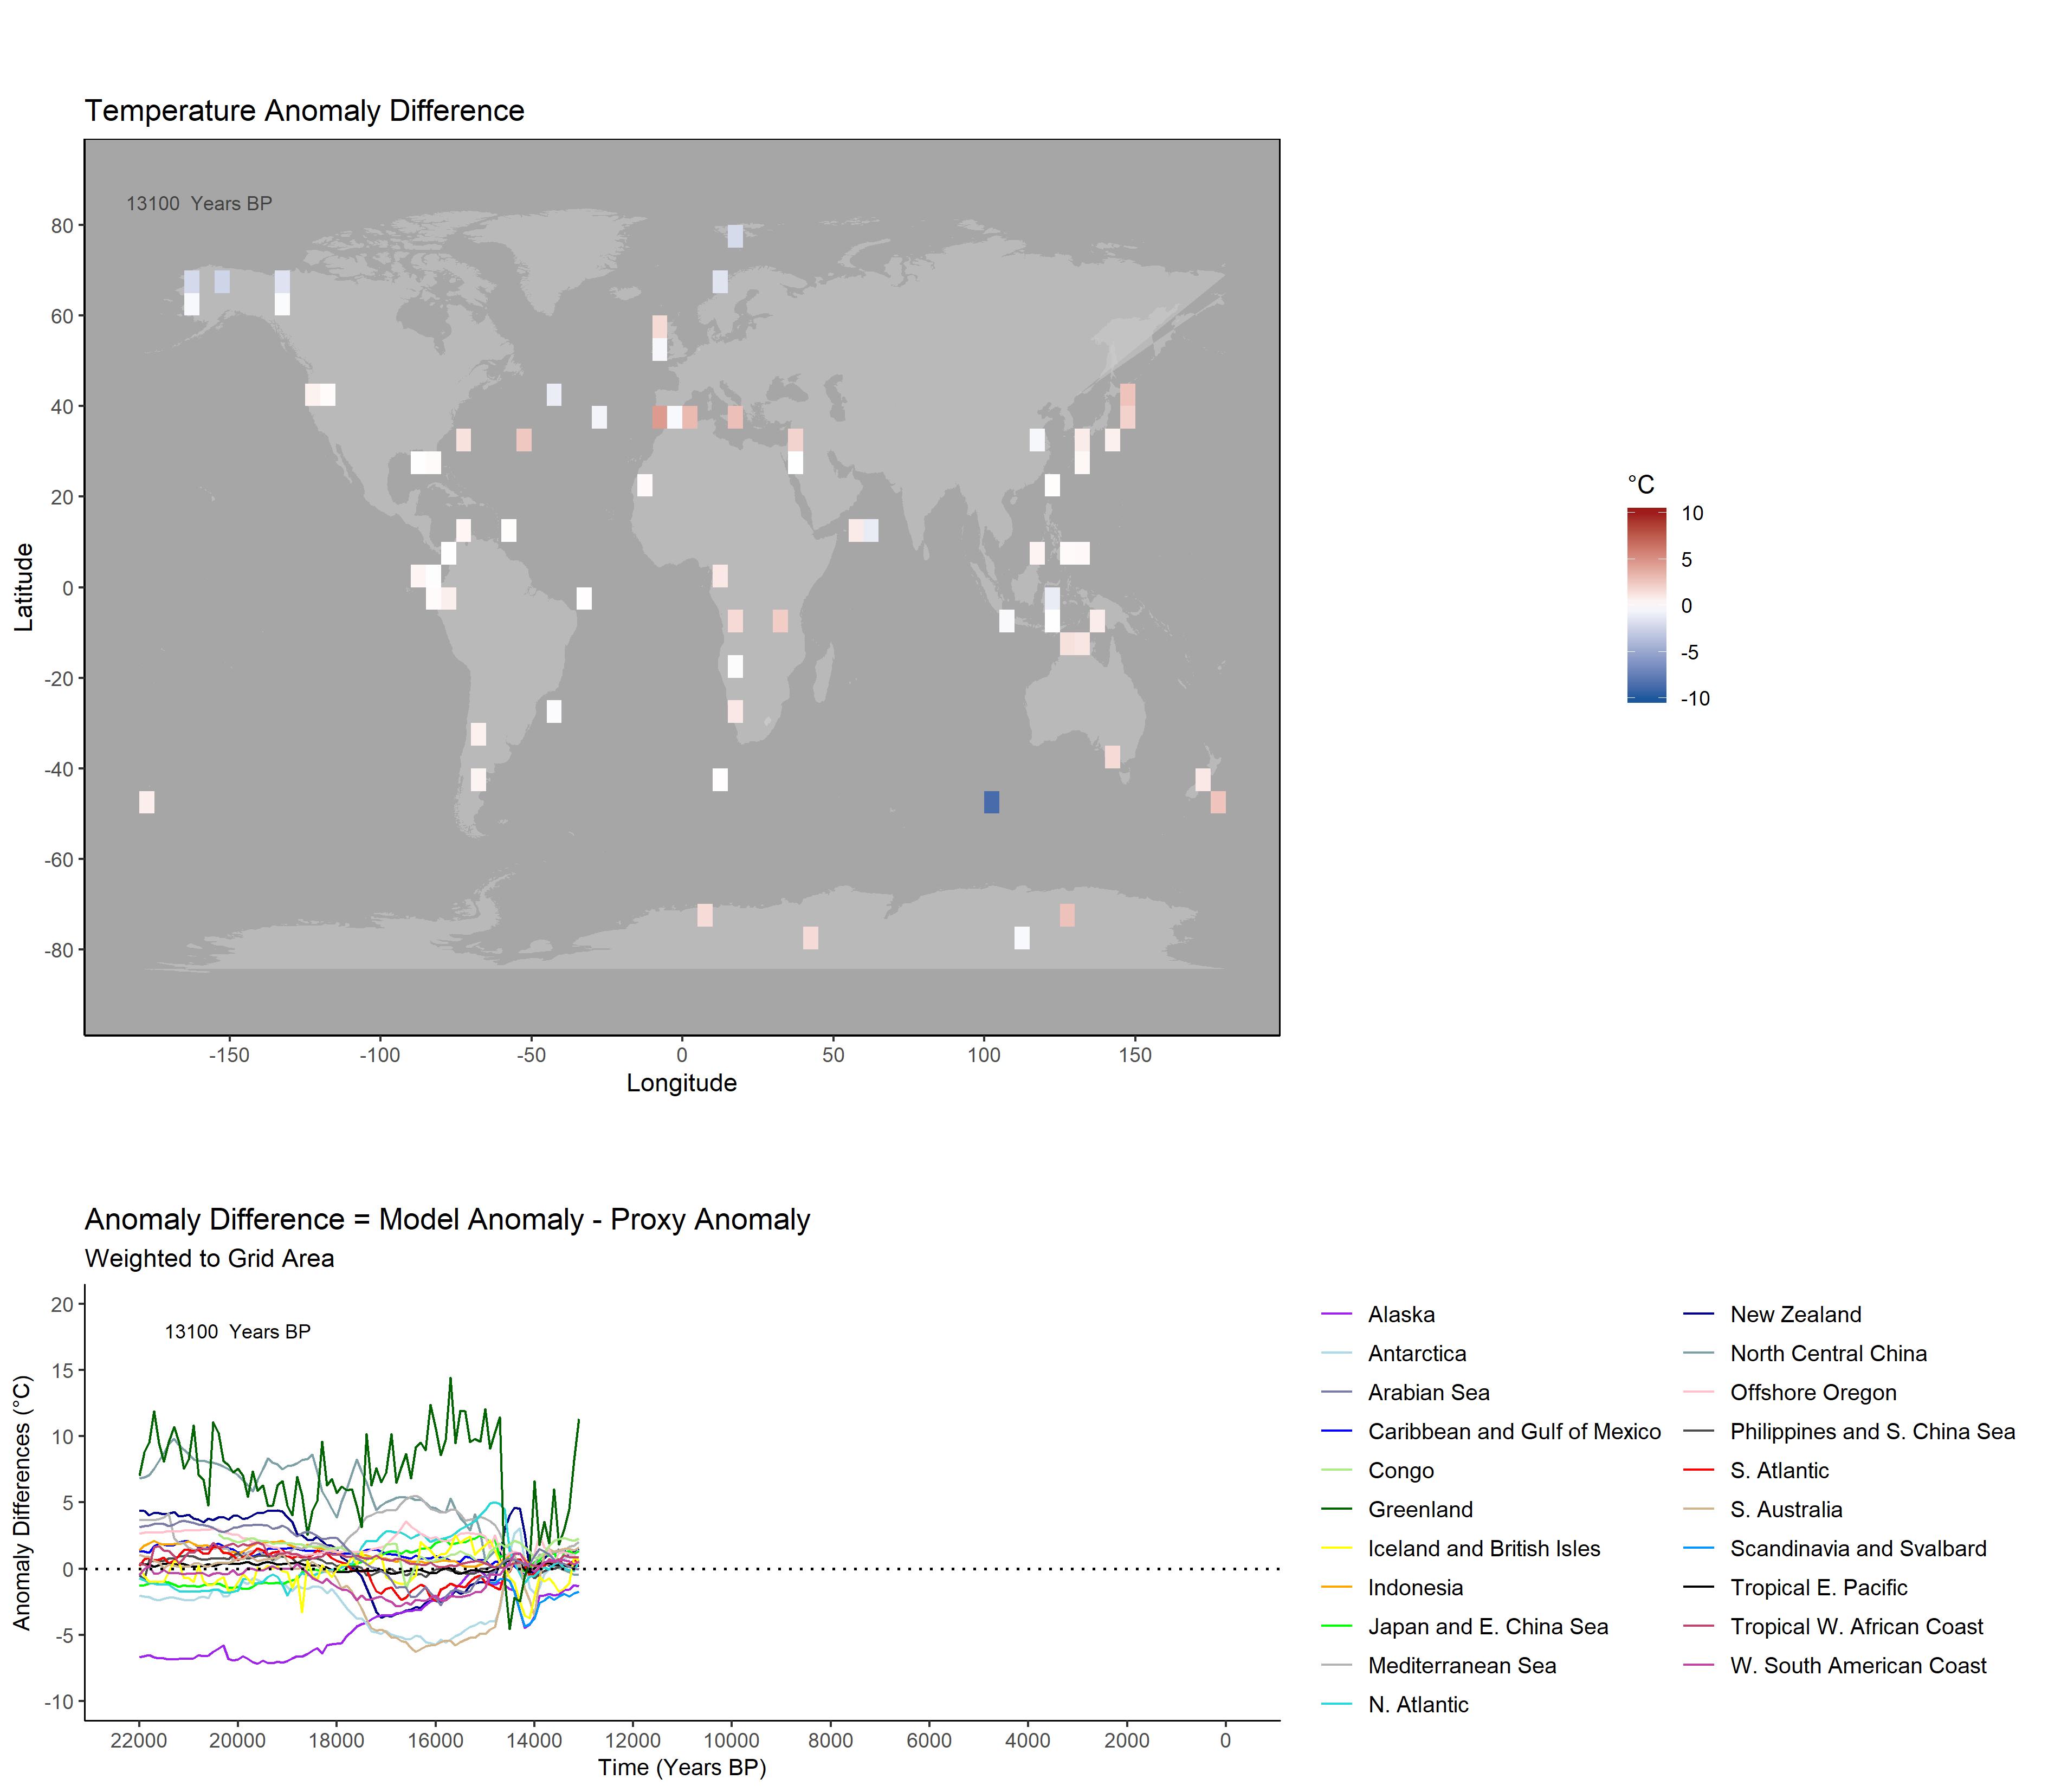 Temperature Anomaly Difference
13100  Years BP
80
60
40
20
0
-20
-40
-60
-80
Latitude
-150
-100
-50
0
50
100
150
Longitude
°C
10
5
0
-5
-10
Anomaly Difference = Model Anomaly - Proxy Anomaly
Weighted to Grid Area
13100  Years BP
20
15
10
5
0
-5
-10
Anomaly Differences (°C)
22000
20000
18000
16000
14000
12000
10000
8000
6000
4000
2000
0
Time (Years BP)
Alaska
Antarctica
Arabian Sea
Caribbean and Gulf of Mexico
Congo
Greenland
Iceland and British Isles
Indonesia
Japan and E. China Sea
Mediterranean Sea
N. Atlantic
New Zealand
North Central China
Offshore Oregon
Philippines and S. China Sea
S. Atlantic
S. Australia
Scandinavia and Svalbard
Tropical E. Pacific
Tropical W. African Coast
W. South American Coast